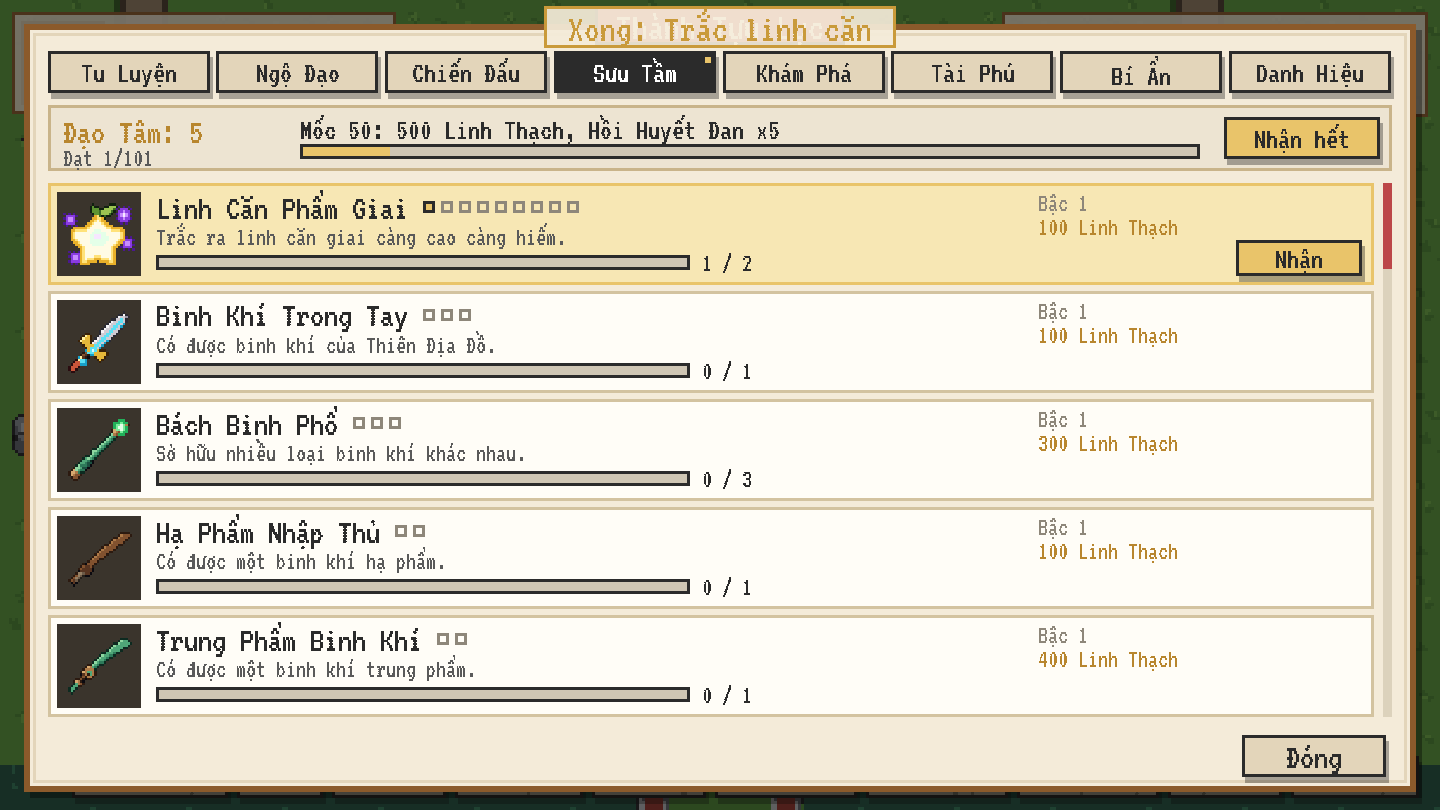 Xong: Trắc linh căn
Tu Luyện
Ngộ Đạo
Chiến Đấu
Sưu Tầm
Khám Phá
Tài Phú
Bí Ẩn
Danh Hiệu
Đạo Tâm: 5
Đạt 1/101
Mốc 50: 500 Linh Thạch, Hồi Huyết Đan x5
Nhận hết
Linh Căn Phẩm Giai
Trắc ra linh căn giai càng cao càng hiếm.
1 / 2
Bậc 1
100 Linh Thạch
Nhận
Binh Khí Trong Tay
Có được binh khí của Thiên Địa Đồ.
0 / 1
Bậc 1
100 Linh Thạch
Bách Binh Phổ
Sở hữu nhiều loại binh khí khác nhau.
0 / 3
Bậc 1
300 Linh Thạch
Hạ Phẩm Nhập Thủ
Có được một binh khí hạ phẩm.
0 / 1
Bậc 1
100 Linh Thạch
Trung Phẩm Binh Khí
Có được một binh khí trung phẩm.
0 / 1
Bậc 1
400 Linh Thạch
Đóng